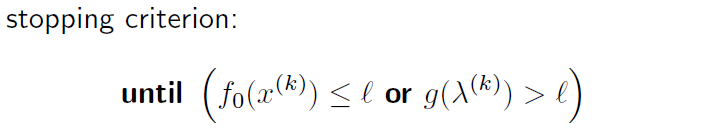 stopping criterion:
until (f₀(x⁽ᵏ⁾) ≤ ℓ or g(λ⁽ᵏ⁾) > ℓ)